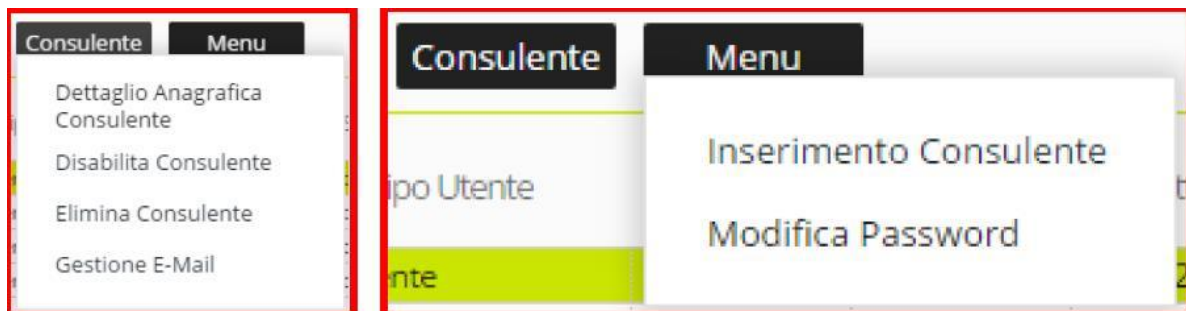 Consulente Menu
Dettaglio Anagrafica
Consulente
Disabilita Consulente
Elimina Consulente
Gestione E-Mail
Consulente Menu
Inserimento Consulente
ipo Utente
Modifica Password
ente